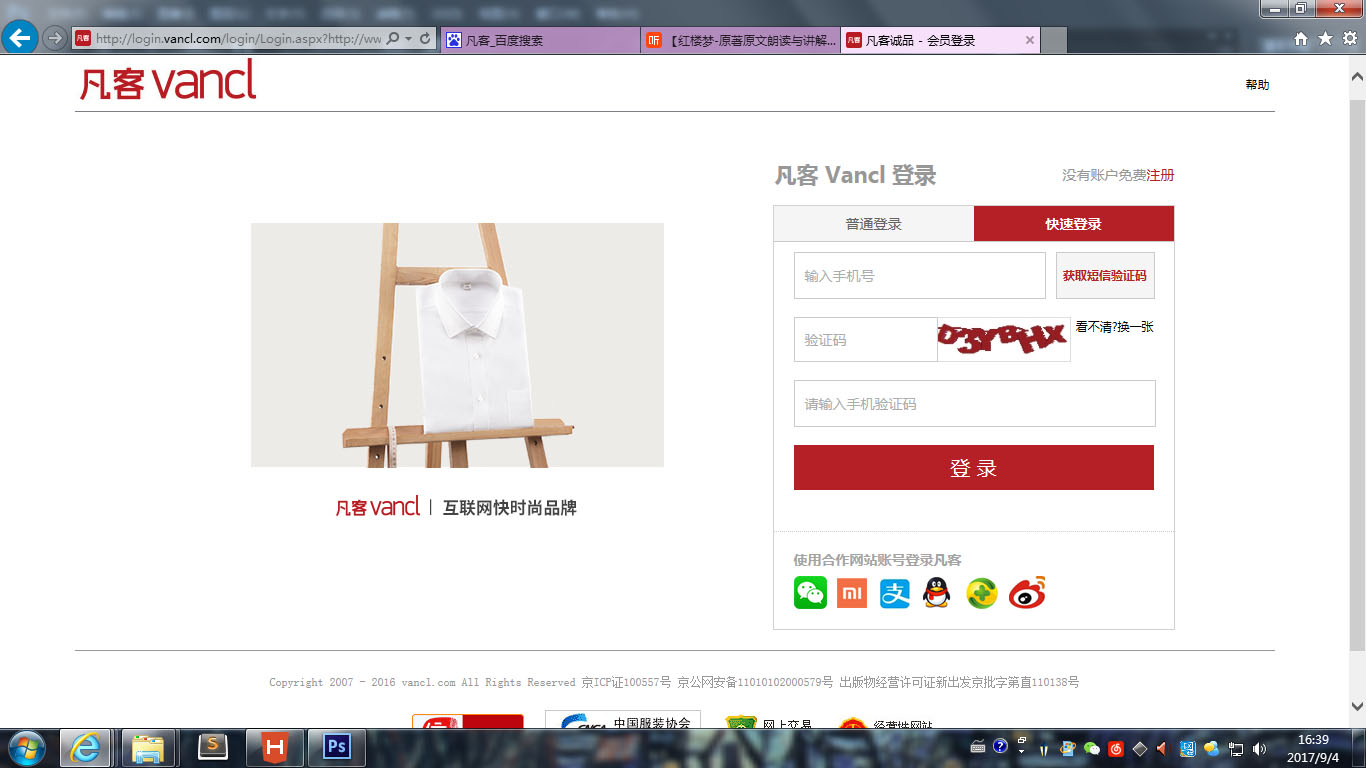 http://login.vancl.com/login/Login.aspx?http://ww
凡客_百度搜索
【红楼梦-原著原文朗读与讲解...
凡客诚品 - 会员登录
凡客 vancl
帮助
凡客 Vancl 登录
没有账户免费注册
普通登录
快速登录
输入手机号
获取短信验证码
验证码
看不清?换一张
请输入手机验证码
登 录
凡客 vancl | 互联网快时尚品牌
使用合作网站账号登录凡客
Copyright 2007 - 2016 vancl.com All Rights Reserved 京ICP证100557号 京公网安备11010102000579号 出版物经营许可证新出发京批字第直110138号
中国服装协会
网上交易
经营性网站
16:39
2017/9/4